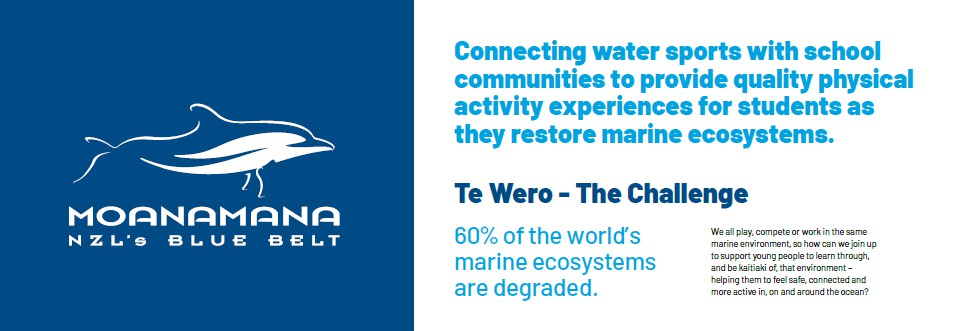 MOANAMANA
NZL's BLUE BELT
Connecting water sports with school
communities to provide quality physical
activity experiences for students as
they restore marine ecosystems.
Te Wero - The Challenge
60% of the world's
marine ecosystems
are degraded.
We all play, compete or work in the same
marine environment, so how can we join up
to support young people to learn through,
and be kaitiaki of, that environment –
helping them to feel safe, connected and
more active in, on and around the ocean?